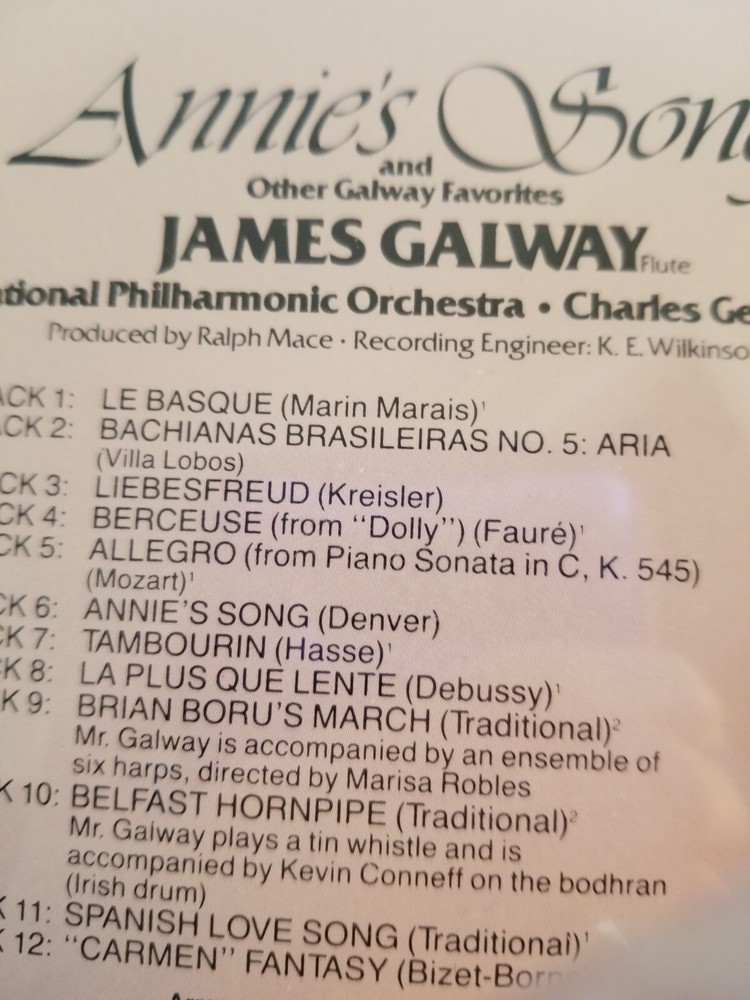 Annie's Song
and
Other Galway Favorites
JAMES GALWAY Flute
tional Philharmonic Orchestra • Charles Ge
Produced by Ralph Mace · Recording Engineer: K. E. Wilkinso
ACK 1: LE BASQUE (Marin Marais)¹
ACK 2: BACHIANAS BRASILEIRAS NO. 5: ARIA
(Villa Lobos)
CK 3: LIEBESFREUD (Kreisler)
CK 4: BERCEUSE (from “Dolly”) (Fauré)¹
CK 5: ALLEGRO (from Piano Sonata in C, K. 545)
(Mozart)¹
CK 6: ANNIE'S SONG (Denver)
CK 7: TAMBOURIN (Hasse)¹
K 8: LA PLUS QUE LENTE (Debussy)¹
K 9: BRIAN BORU'S MARCH (Traditional)²
Mr. Galway is accompanied by an ensemble of
six harps, directed by Marisa Robles
K 10: BELFAST HORNPIPE (Traditional)²
Mr. Galway plays a tin whistle and is
accompanied by Kevin Conneff on the bodhran
(Irish drum)
K 11: SPANISH LOVE SONG (Traditional)¹
K 12: “CARMEN” FANTASY (Bizet-Born